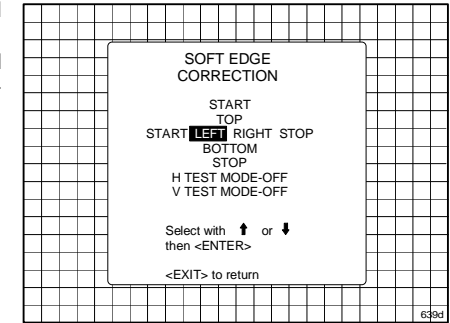 SOFT EDGE
CORRECTION
START
TOP
START LEFT RIGHT STOP
BOTTOM
STOP
H TEST MODE-OFF
V TEST MODE-OFF
Select with ⬆ or ⬇
then <ENTER>
<EXIT> to return
639d